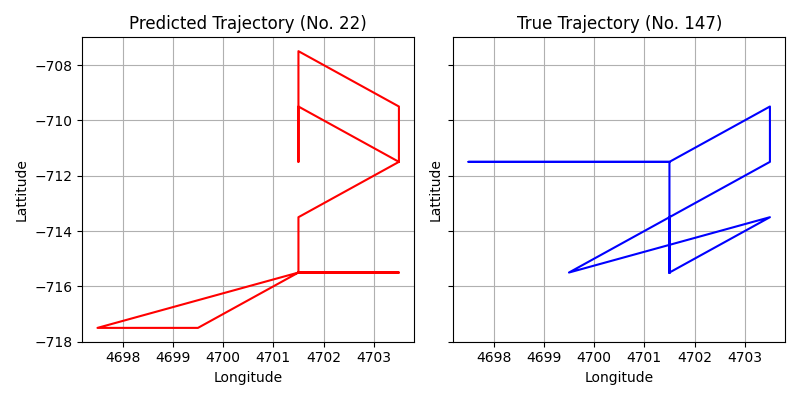 Predicted Trajectory (No. 22)
True Trajectory (No. 147)
−708
−710
−712
−714
−716
−718
Lattitude
Lattitude
4698 4699 4700 4701 4702 4703
4698 4699 4700 4701 4702 4703
Longitude
Longitude